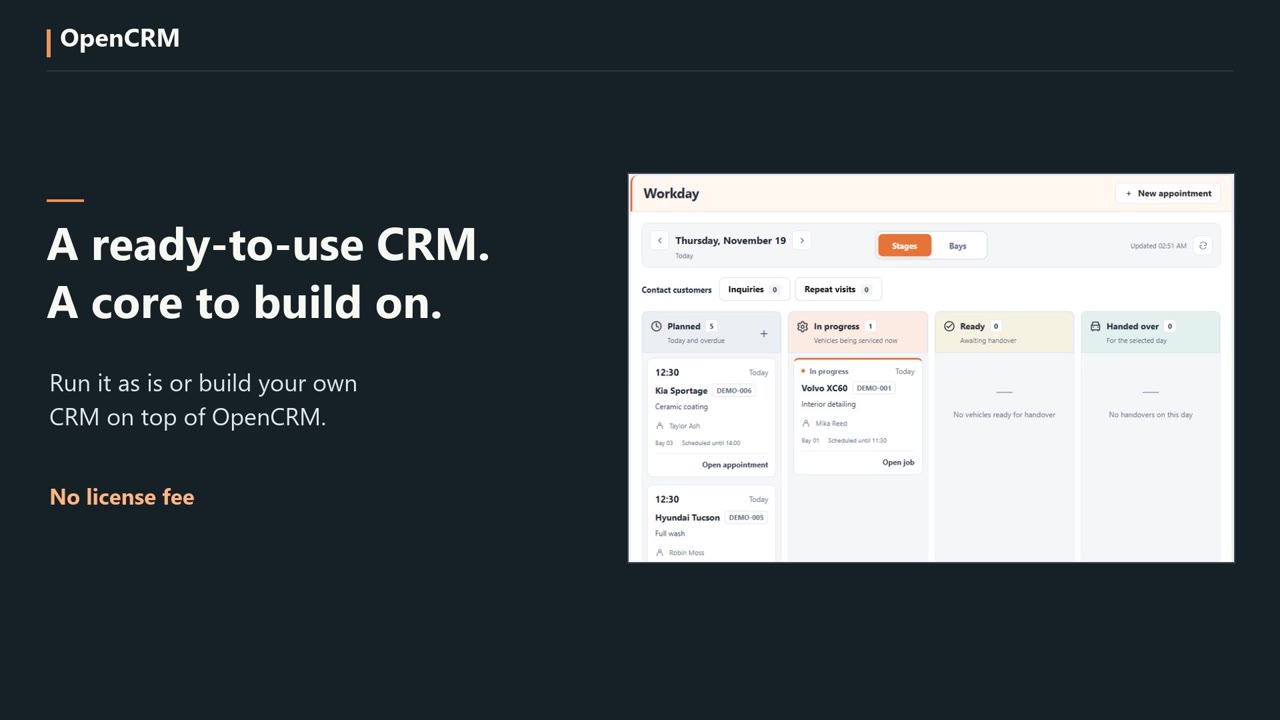 OpenCRM
A ready-to-use CRM.
A core to build on.
Run it as is or build your own
CRM on top of OpenCRM.
No license fee
Workday
+ New appointment
Thursday, November 19
Today
Stages
Bays
Updated 02:51 AM
Contact customers
Inquiries 0
Repeat visits 0
Planned 5
Today and overdue
12:30 Today
Kia Sportage DEMO-006
Ceramic coating
Taylor Ash
Bay 03 Scheduled until 14:00
Open appointment
12:30 Today
Hyundai Tucson DEMO-005
Full wash
Robin Moss
In progress 1
Vehicles being serviced now
In progress Today
Volvo XC60 DEMO-001
Interior detailing
Mika Reed
Bay 01 Scheduled until 11:30
Open job
Ready 0
Awaiting handover
No vehicles ready for handover
Handed over 0
For the selected day
No handovers on this day